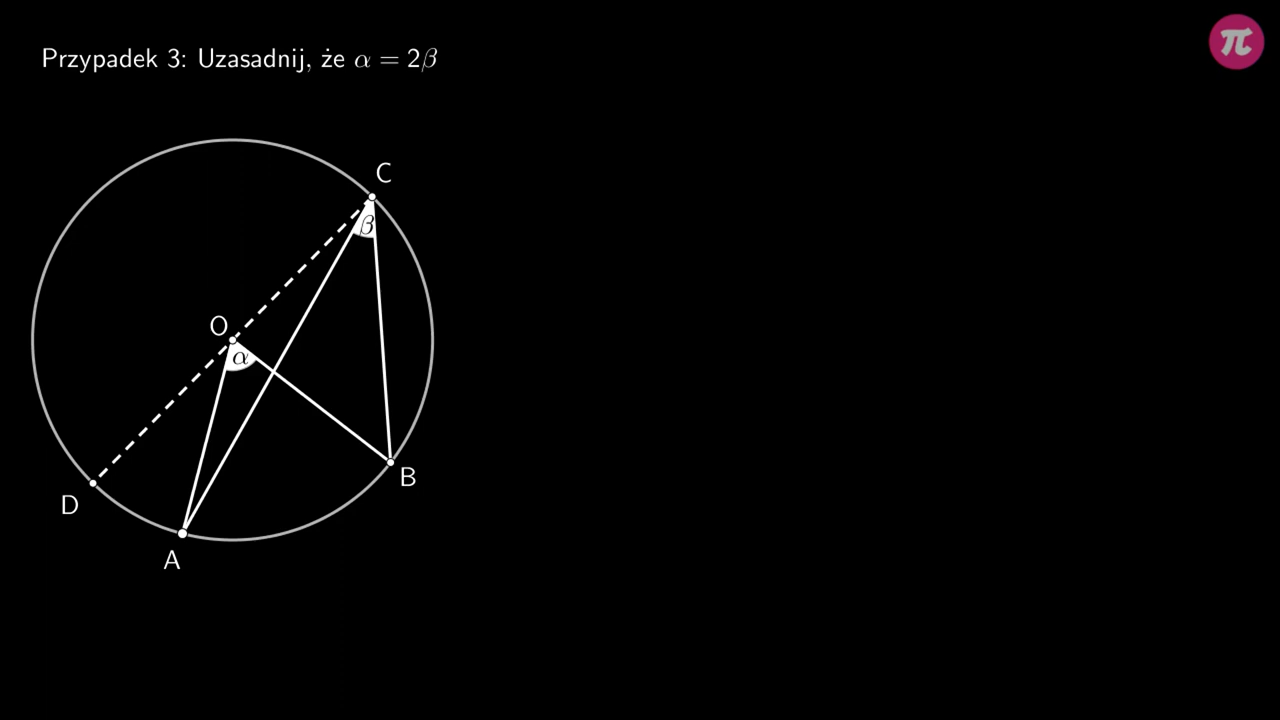 Przypadek 3: Uzasadnij, że α = 2β
C
β
O
α
B
D
A
π